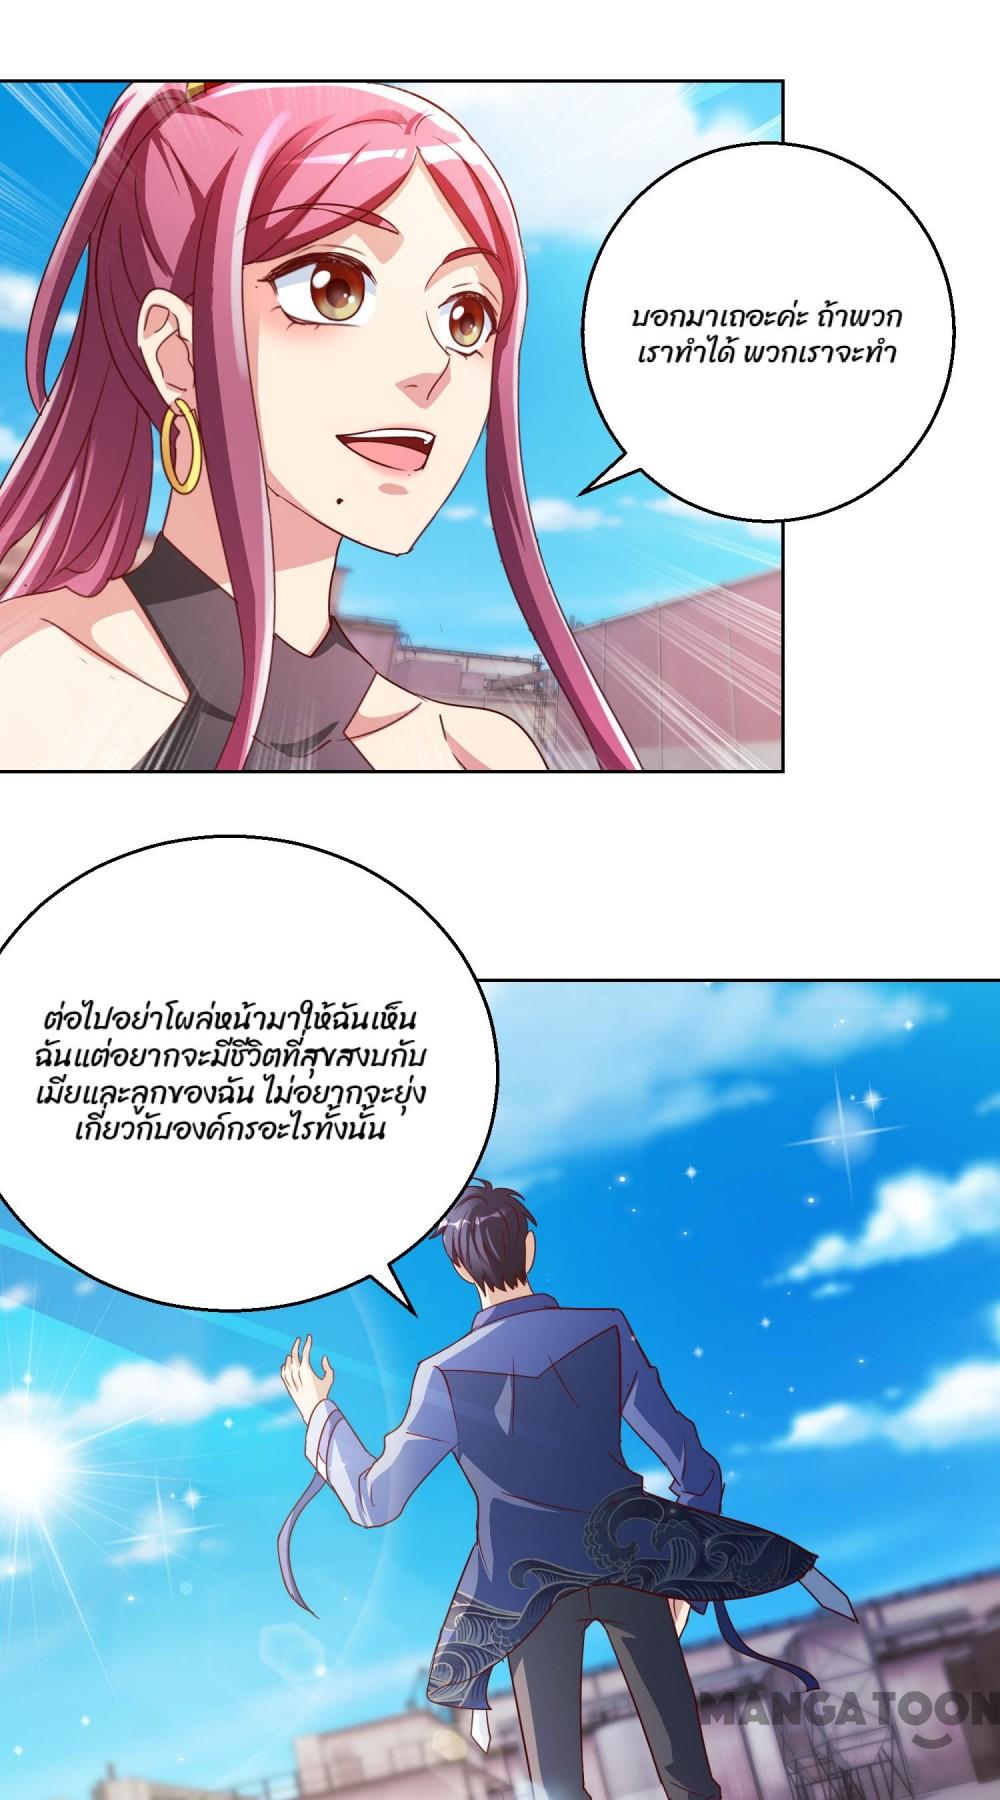 บอกมาเถอะค่ะ ถ้าพวก
เราทำได้ พวกเราจะทำ
ต่อไปอย่าโผล่หน้ามาให้ฉันเห็น
ฉันแต่อยากจะมีชีวิตที่สุขสงบกับ
เมียและลูกของฉัน ไม่อยากจะยุ่ง
เกี่ยวกับองค์กรอะไรทั้งนั้น
MANGATOON